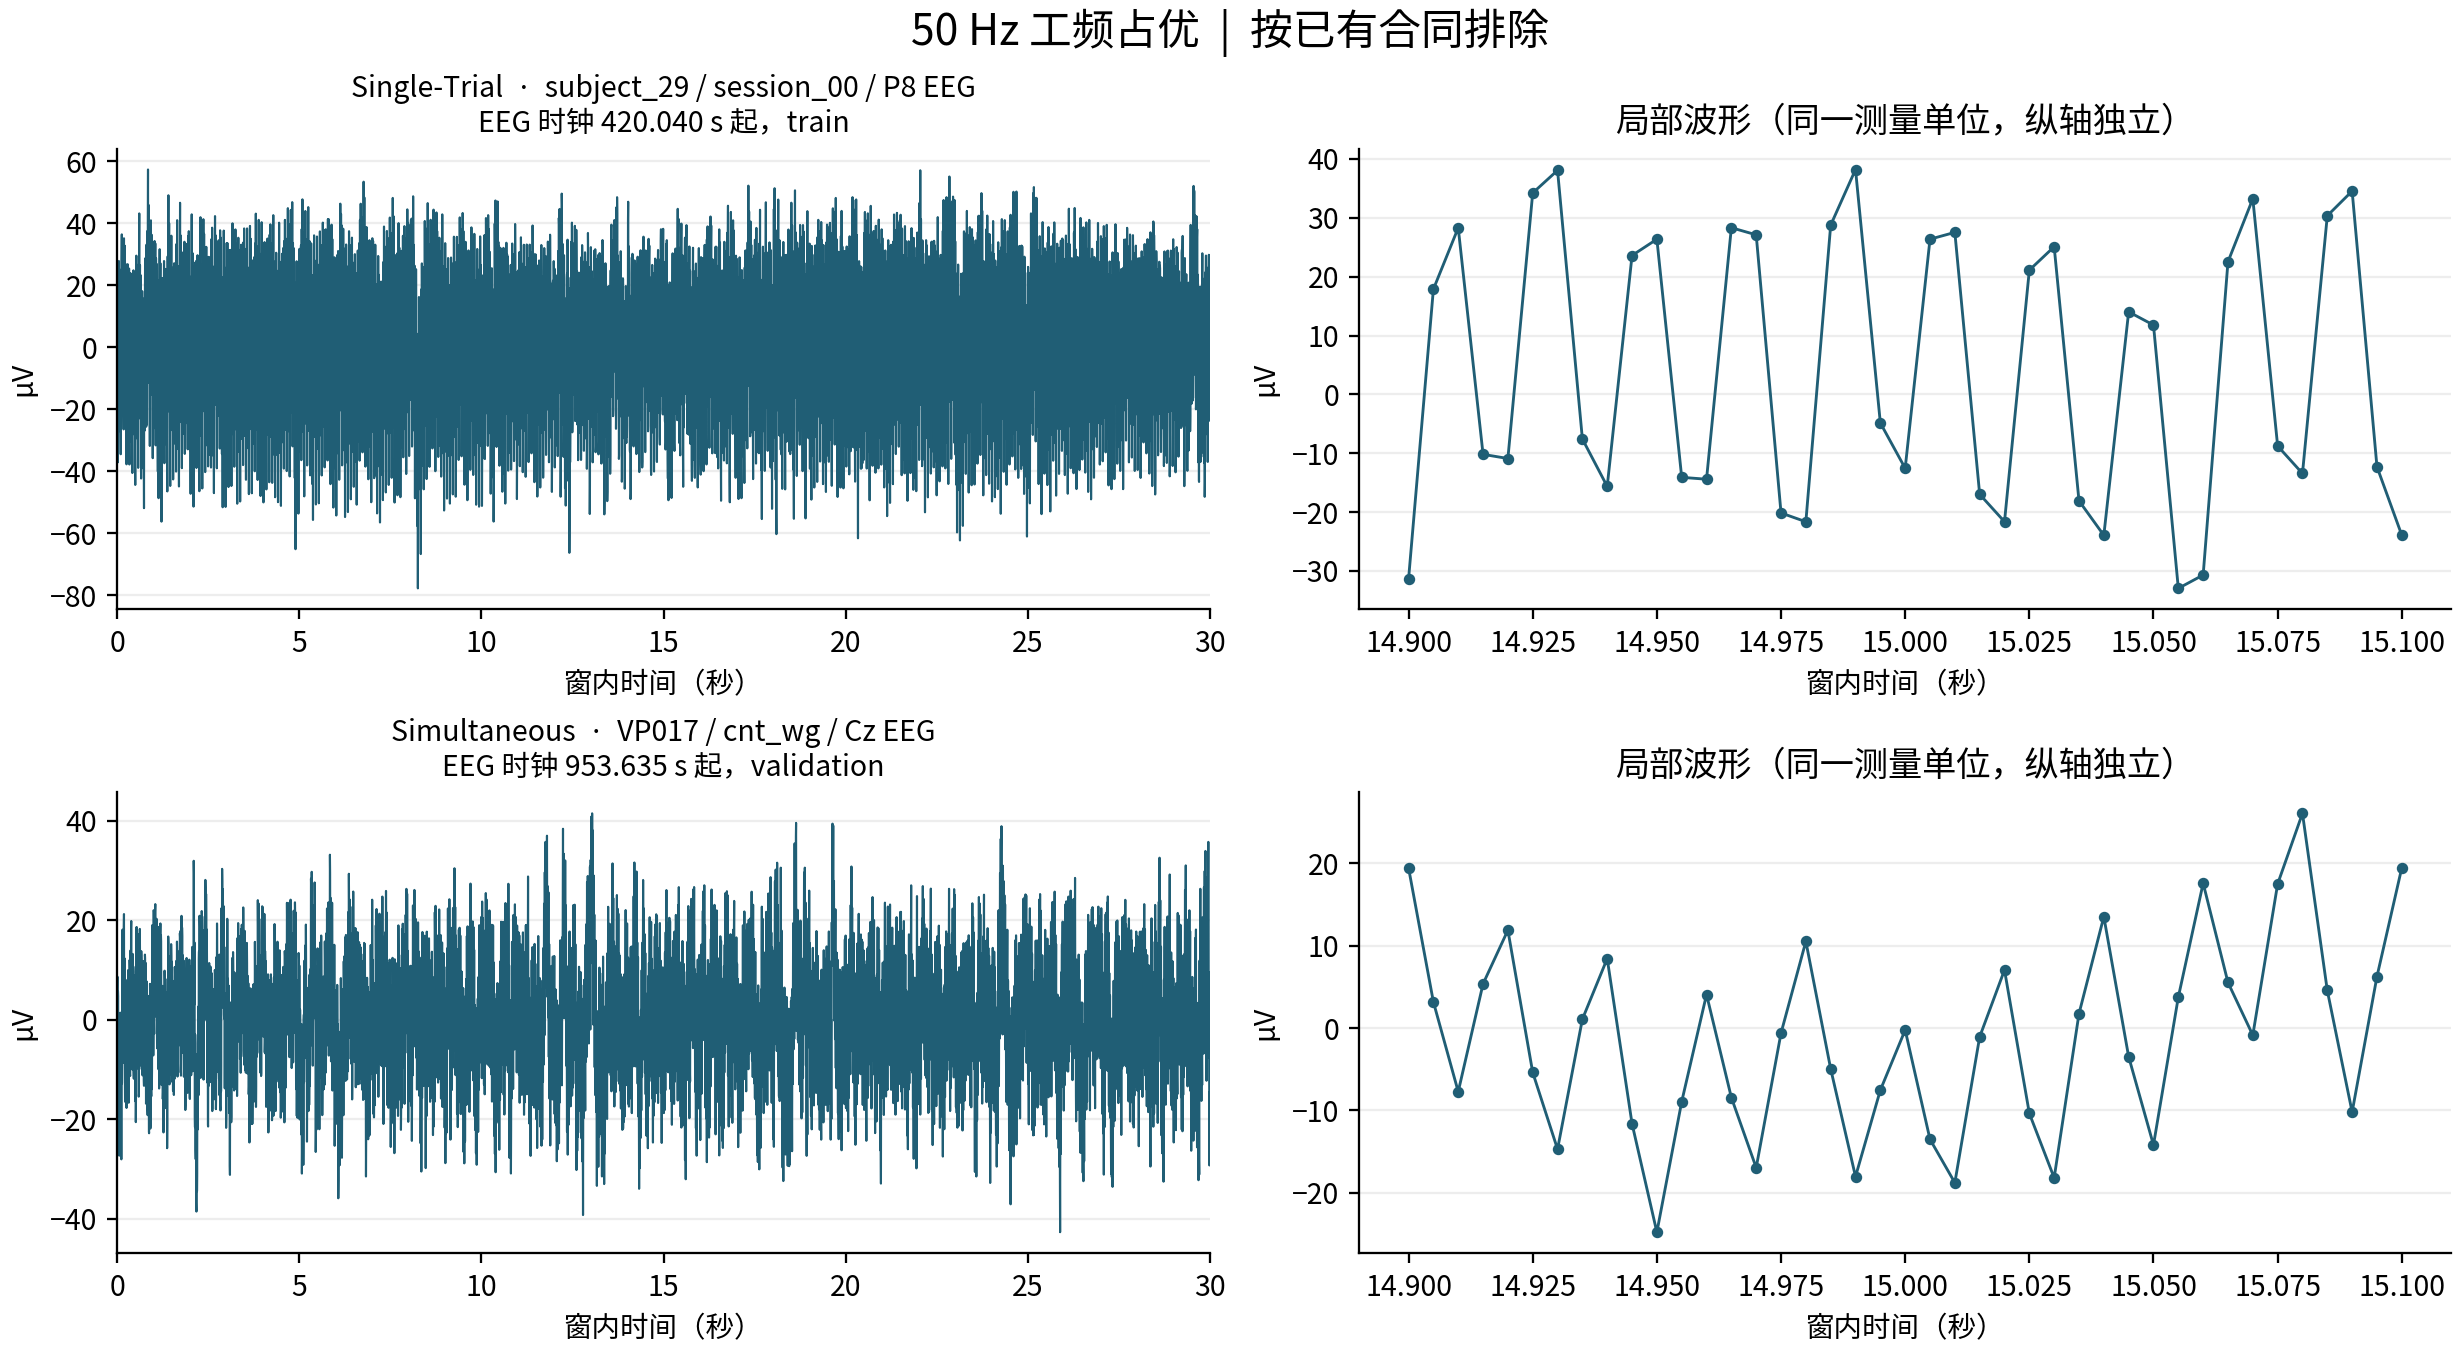 50 Hz 工频占优 | 按已有合同排除
Single-Trial · subject_29 / session_00 / P8 EEG
EEG 时钟 420.040 s 起，train
μV
60
40
20
0
−20
−40
−60
−80
0 5 10 15 20 25 30
窗内时间（秒）
局部波形（同一测量单位，纵轴独立）
μV
40
30
20
10
0
−10
−20
−30
14.900 14.925 14.950 14.975 15.000 15.025 15.050 15.075 15.100
窗内时间（秒）
Simultaneous · VP017 / cnt_wg / Cz EEG
EEG 时钟 953.635 s 起，validation
μV
40
20
0
−20
−40
0 5 10 15 20 25 30
窗内时间（秒）
局部波形（同一测量单位，纵轴独立）
μV
20
10
0
−10
−20
14.900 14.925 14.950 14.975 15.000 15.025 15.050 15.075 15.100
窗内时间（秒）